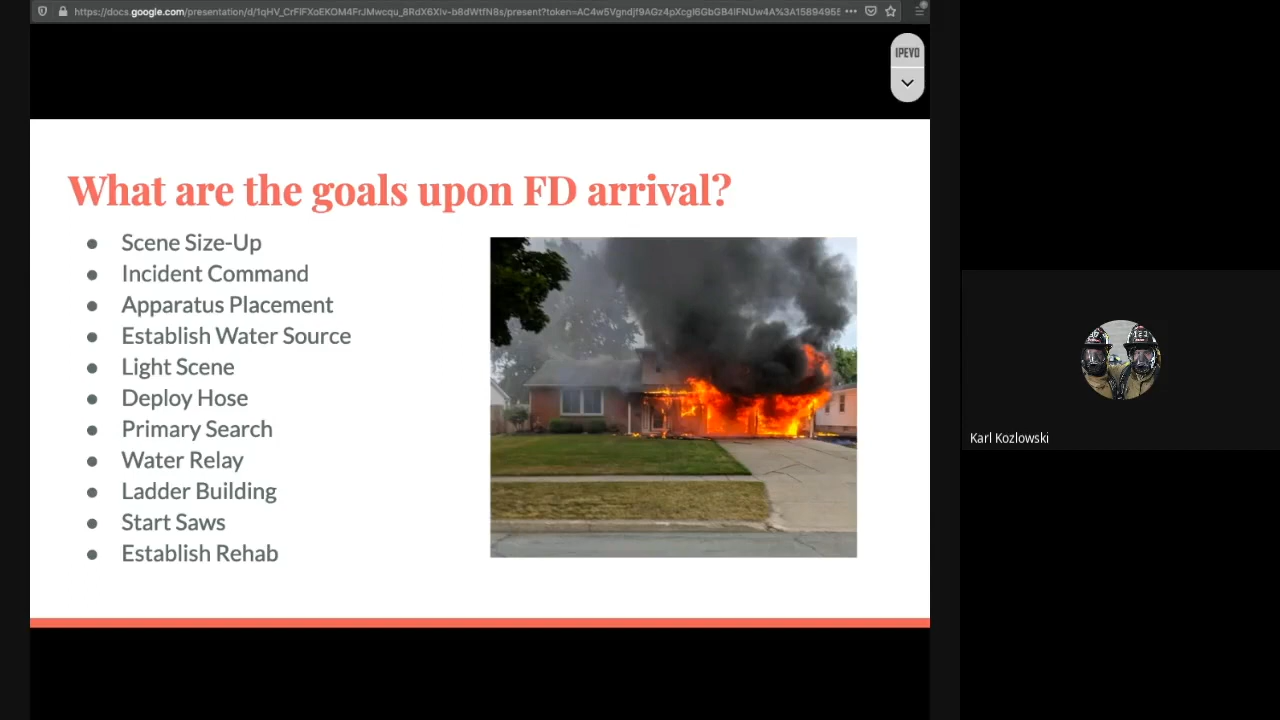 IPEVO
What are the goals upon FD arrival?
● Scene Size-Up
● Incident Command
● Apparatus Placement
● Establish Water Source
● Light Scene
● Deploy Hose
● Primary Search
● Water Relay
● Ladder Building
● Start Saws
● Establish Rehab
Karl Kozlowski